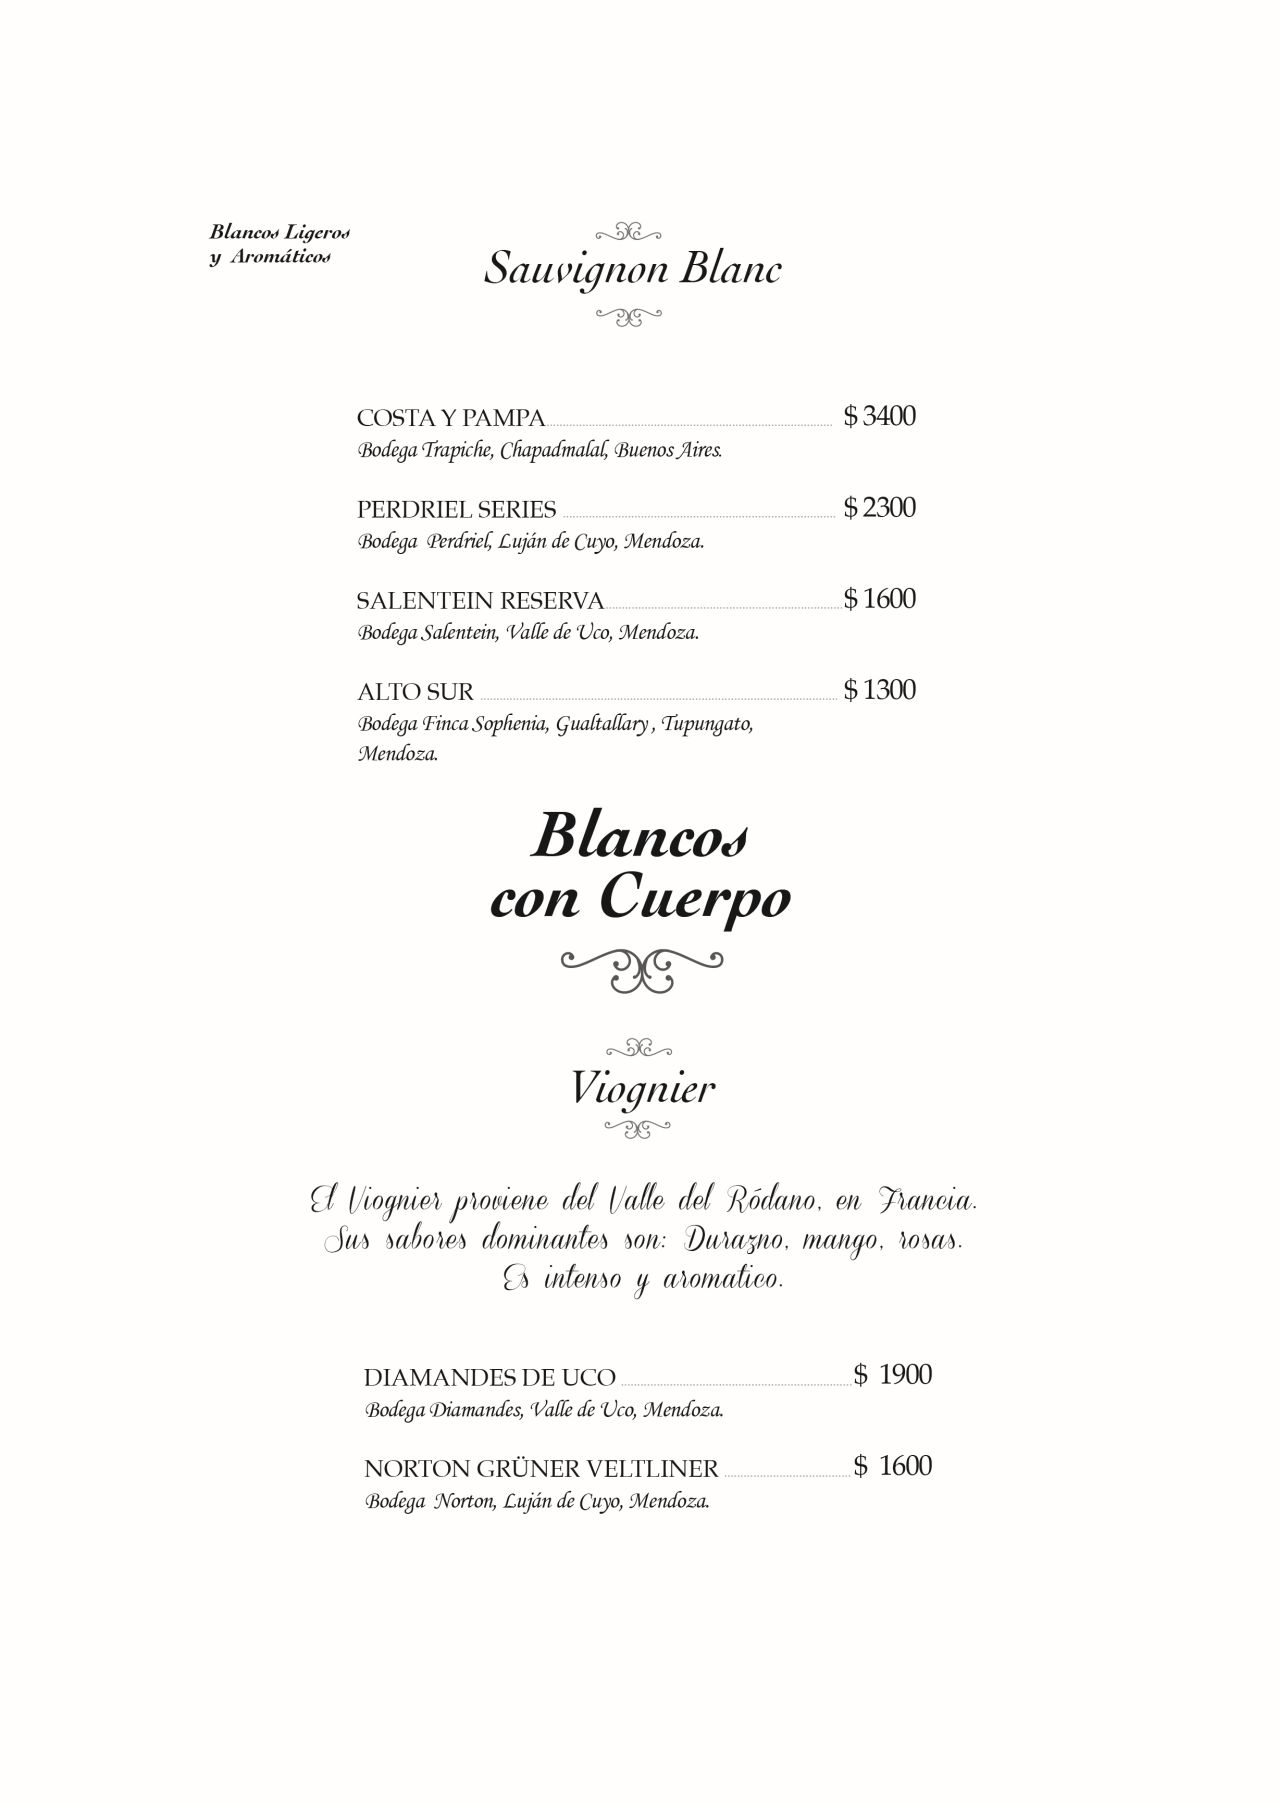 Blancos Ligeros
y Aromáticos
Sauvignon Blanc
COSTA Y PAMPA $ 3400
Bodega Trapiche, Chapadmalal, Buenos Aires.
PERDRIEL SERIES $ 2300
Bodega Perdriel, Luján de Cuyo, Mendoza.
SALENTEIN RESERVA $ 1600
Bodega Salentein, Valle de Uco, Mendoza.
ALTO SUR $ 1300
Bodega Finca Sophenia, Gualtallary , Tupungato,
Mendoza.
Blancos
con Cuerpo
Viognier
El Viognier proviene del Valle del Ródano, en Francia.
Sus sabores dominantes son: Durazno, mango, rosas.
Es intenso y aromatico.
DIAMANDES DE UCO $ 1900
Bodega Diamandes, Valle de Uco, Mendoza.
NORTON GRÜNER VELTLINER $ 1600
Bodega Norton, Luján de Cuyo, Mendoza.